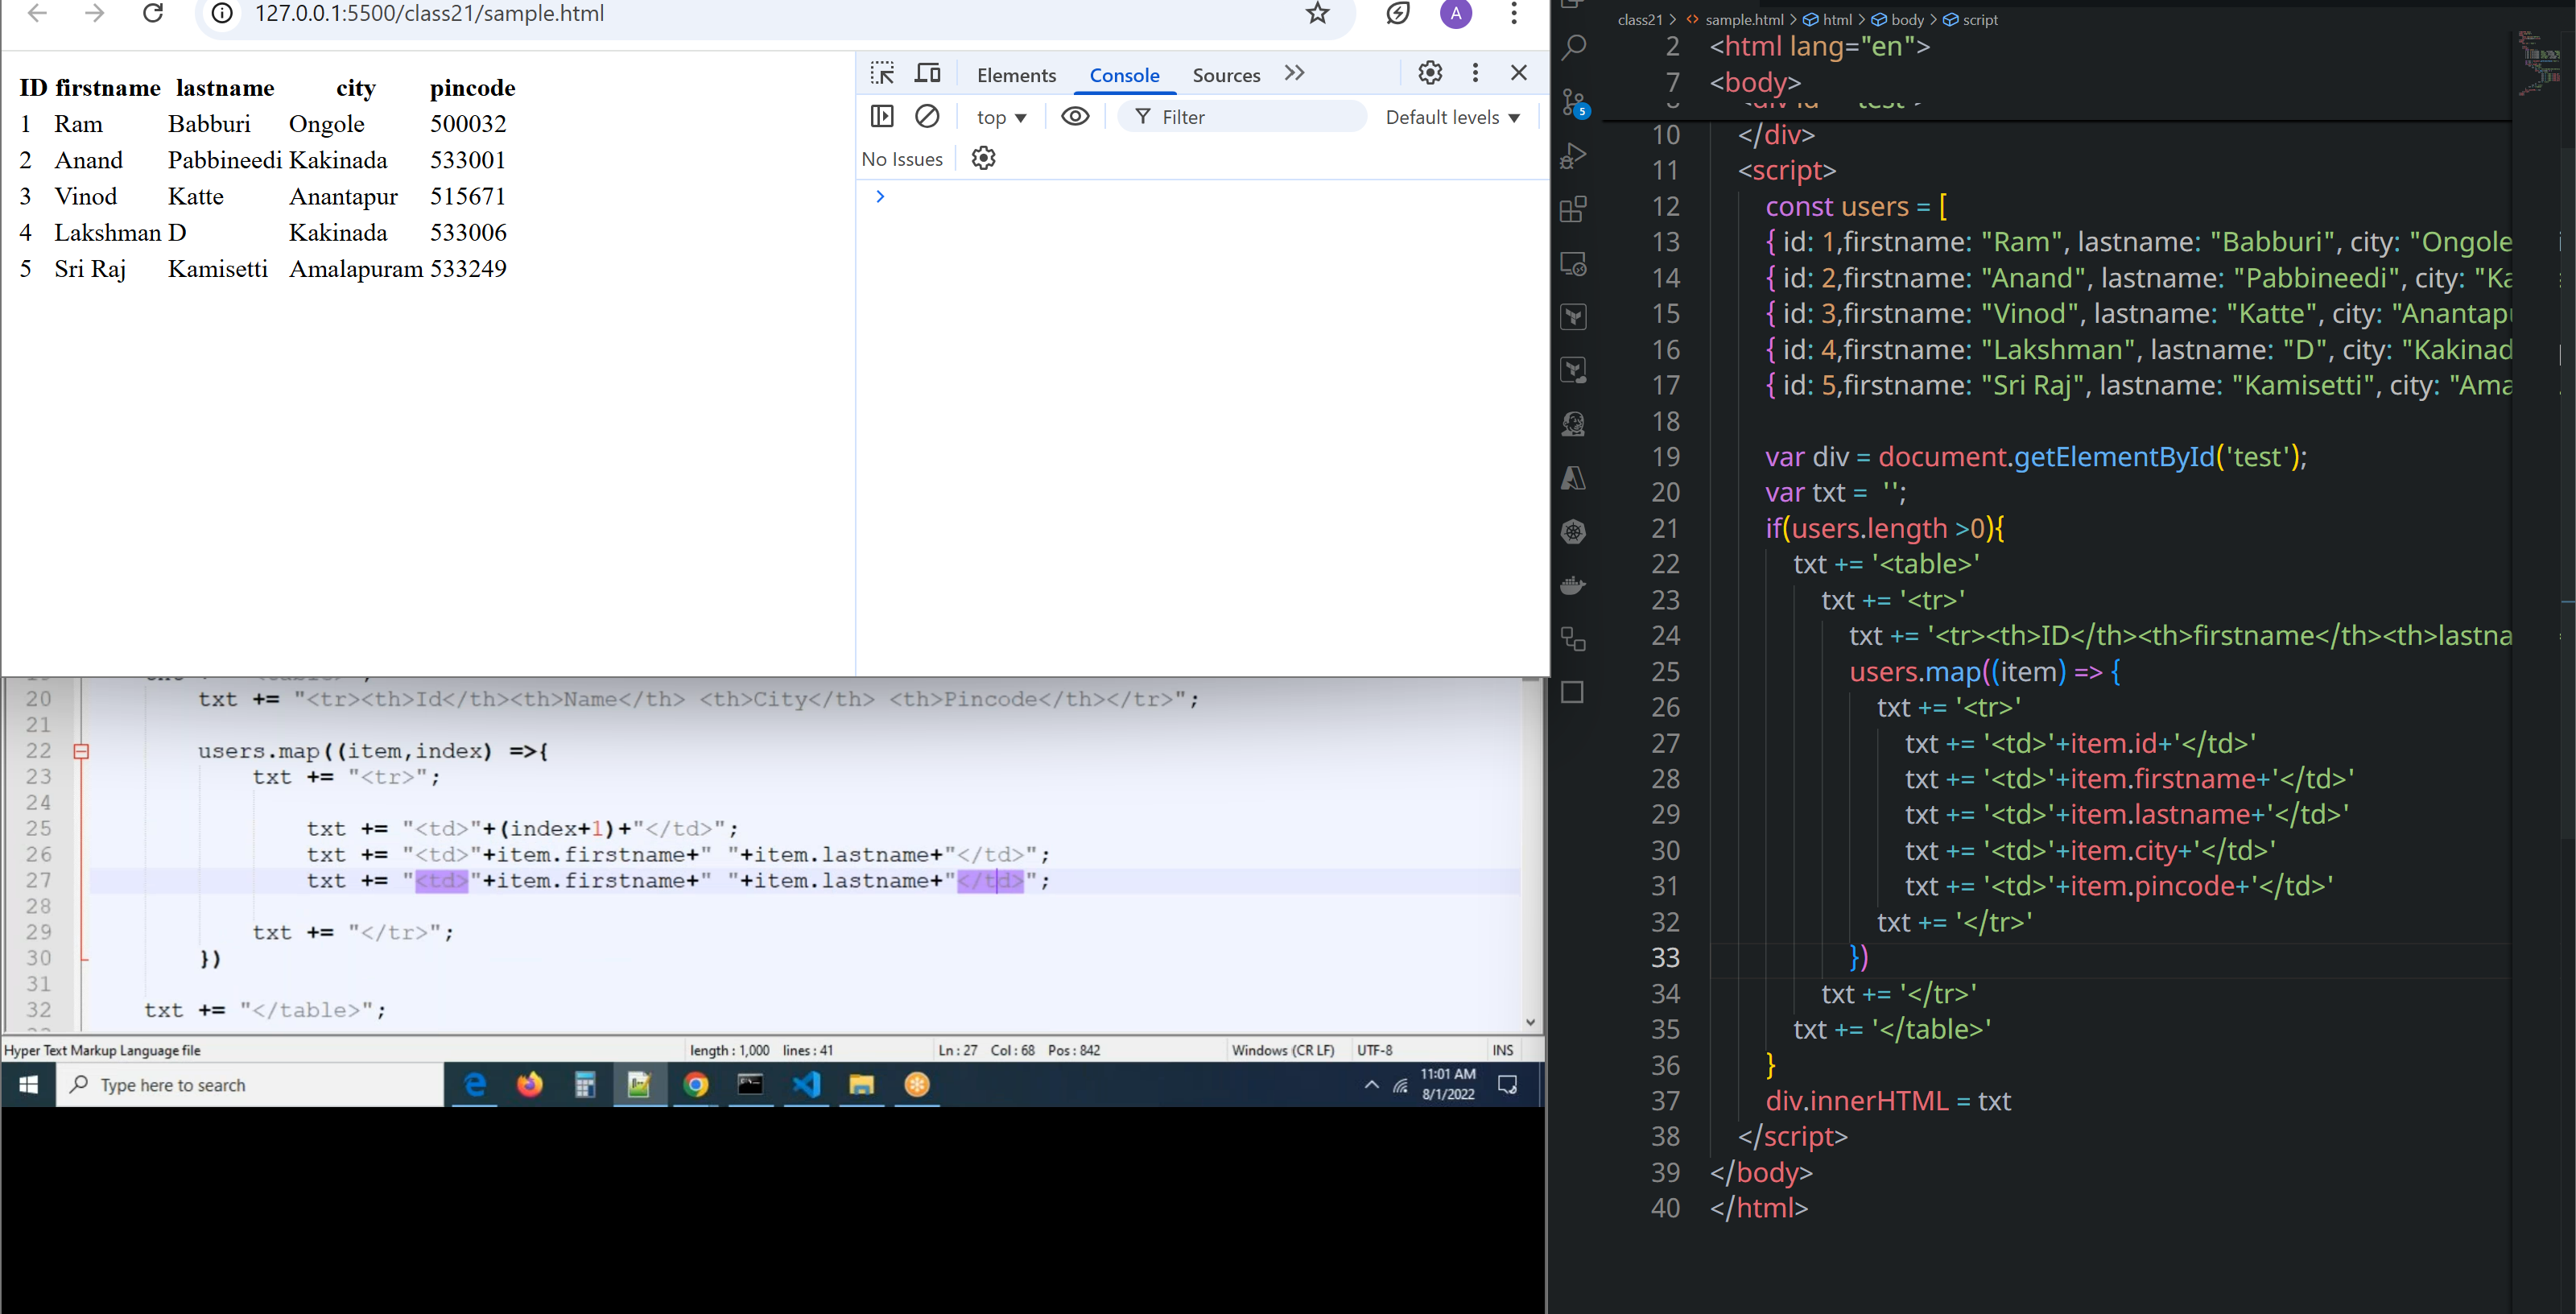 127.0.0.1:5500/class21/sample.html
A
ID firstname lastname city pincode
1 Ram Babburi Ongole 500032
2 Anand Pabbineedi Kakinada 533001
3 Vinod Katte Anantapur 515671
4 Lakshman D Kakinada 533006
5 Sri Raj Kamisetti Amalapuram 533249
Elements Console Sources
top Filter Default levels
No Issues
20 txt += "<tr><th>Id</th><th>Name</th> <th>City</th> <th>Pincode</th></tr>";
21
22 users.map((item,index) =>{
23 txt += "<tr>";
24
25 txt += "<td>"+(index+1)+"</td>";
26 txt += "<td>"+item.firstname+" "+item.lastname+"</td>";
27 txt += "<td>"+item.firstname+" "+item.lastname+"</td>";
28
29 txt += "</tr>";
30 })
31
32 txt += "</table>";
Hyper Text Markup Language file length : 1,000 lines : 41 Ln : 27 Col : 68 Pos : 842 Windows (CR LF) UTF-8 INS
Type here to search
11:01 AM
8/1/2022
5
class21 > sample.html > html > body > script
2 <html lang="en">
7 <body>
10 </div>
11 <script>
12 const users = [
13 { id: 1,firstname: "Ram", lastname: "Babburi", city: "Ongole
14 { id: 2,firstname: "Anand", lastname: "Pabbineedi", city: "Ka
15 { id: 3,firstname: "Vinod", lastname: "Katte", city: "Anantap
16 { id: 4,firstname: "Lakshman", lastname: "D", city: "Kakinad
17 { id: 5,firstname: "Sri Raj", lastname: "Kamisetti", city: "Ama
18
19 var div = document.getElementById('test');
20 var txt = '';
21 if(users.length >0){
22 txt += '<table>'
23 txt += '<tr>'
24 txt += '<tr><th>ID</th><th>firstname</th><th>lastna
25 users.map((item) => {
26 txt += '<tr>'
27 txt += '<td>'+item.id+'</td>'
28 txt += '<td>'+item.firstname+'</td>'
29 txt += '<td>'+item.lastname+'</td>'
30 txt += '<td>'+item.city+'</td>'
31 txt += '<td>'+item.pincode+'</td>'
32 txt += '</tr>'
33 })
34 txt += '</tr>'
35 txt += '</table>'
36 }
37 div.innerHTML = txt
38 </script>
39 </body>
40 </html>